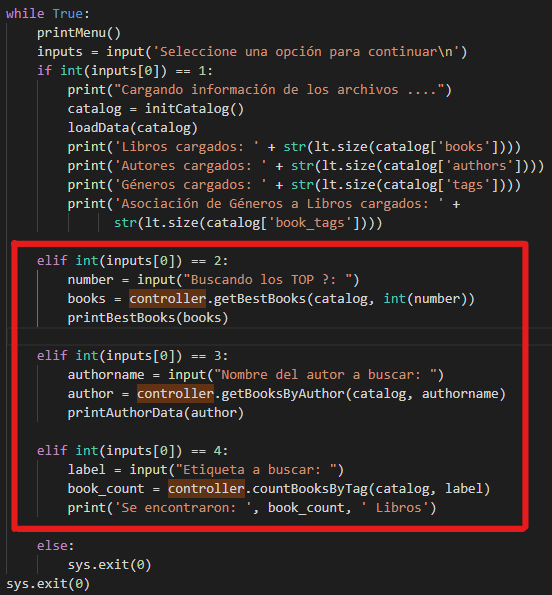 while True:
    printMenu()
    inputs = input('Seleccione una opción para continuar\n')
    if int(inputs[0]) == 1:
        print("Cargando información de los archivos ....")
        catalog = initCatalog()
        loadData(catalog)
        print('Libros cargados: ' + str(lt.size(catalog['books'])))
        print('Autores cargados: ' + str(lt.size(catalog['authors'])))
        print('Géneros cargados: ' + str(lt.size(catalog['tags'])))
        print('Asociación de Géneros a Libros cargados: ' +
              str(lt.size(catalog['book_tags'])))
    elif int(inputs[0]) == 2:
        number = input("Buscando los TOP ?: ")
        books = controller.getBestBooks(catalog, int(number))
        printBestBooks(books)
    elif int(inputs[0]) == 3:
        authorname = input("Nombre del autor a buscar: ")
        author = controller.getBooksByAuthor(catalog, authorname)
        printAuthorData(author)
    elif int(inputs[0]) == 4:
        label = input("Etiqueta a buscar: ")
        book_count = controller.countBooksByTag(catalog, label)
        print('Se encontraron: ', book_count, ' Libros')
    else:
        sys.exit(0)
sys.exit(0)